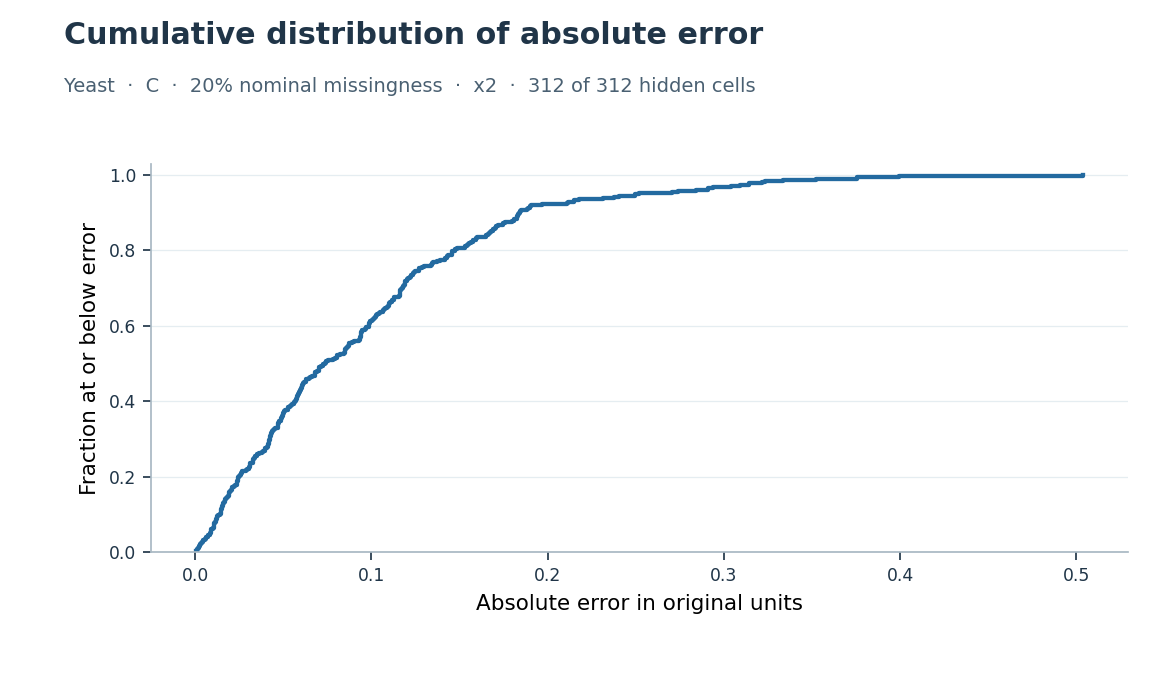 Cumulative distribution of absolute error
Yeast · C · 20% nominal missingness · x2 · 312 of 312 hidden cells
Fraction at or below error
1.0
0.8
0.6
0.4
0.2
0.0
0.0 0.1 0.2 0.3 0.4 0.5
Absolute error in original units